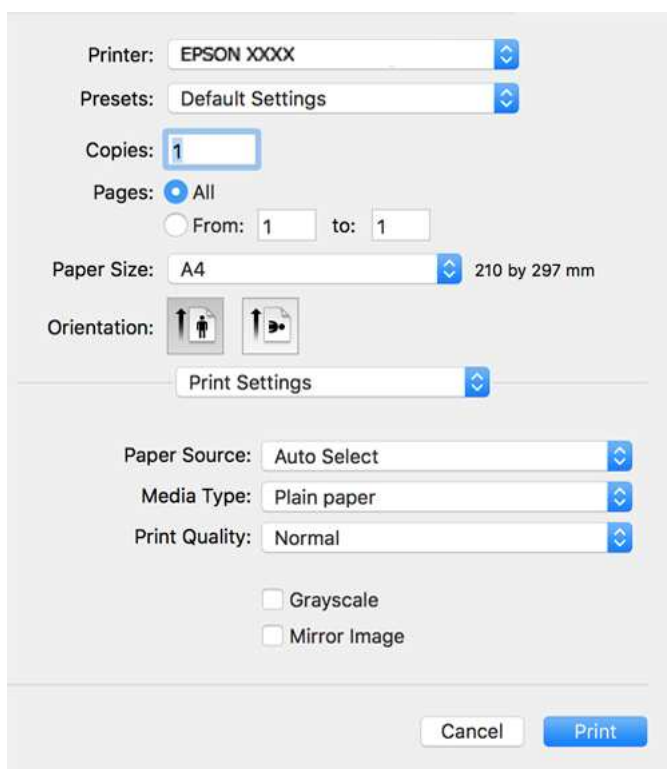 Printer: EPSON XXXX
Presets: Default Settings
Copies: 1
Pages: All
From: 1 to: 1
Paper Size: A4 210 by 297 mm
Orientation:
Print Settings
Paper Source: Auto Select
Media Type: Plain paper
Print Quality: Normal
Grayscale
Mirror Image
Cancel Print